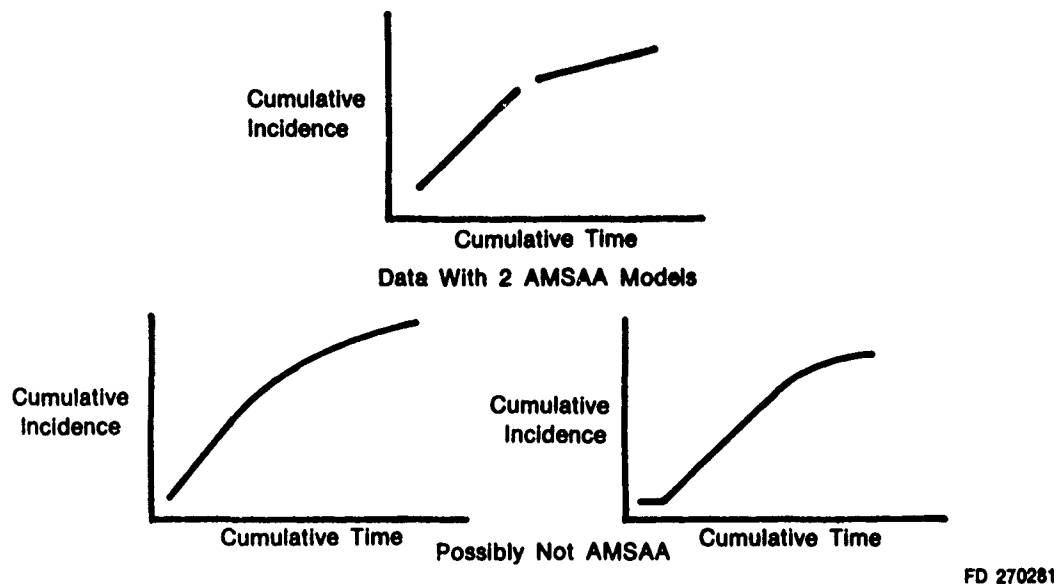 Cumulative
Incidence
Cumulative Time
Data With 2 AMSAA Models
Cumulative
Incidence
Cumulative Time
Cumulative
Incidence
Cumulative Time
Possibly Not AMSAA
FD 270281